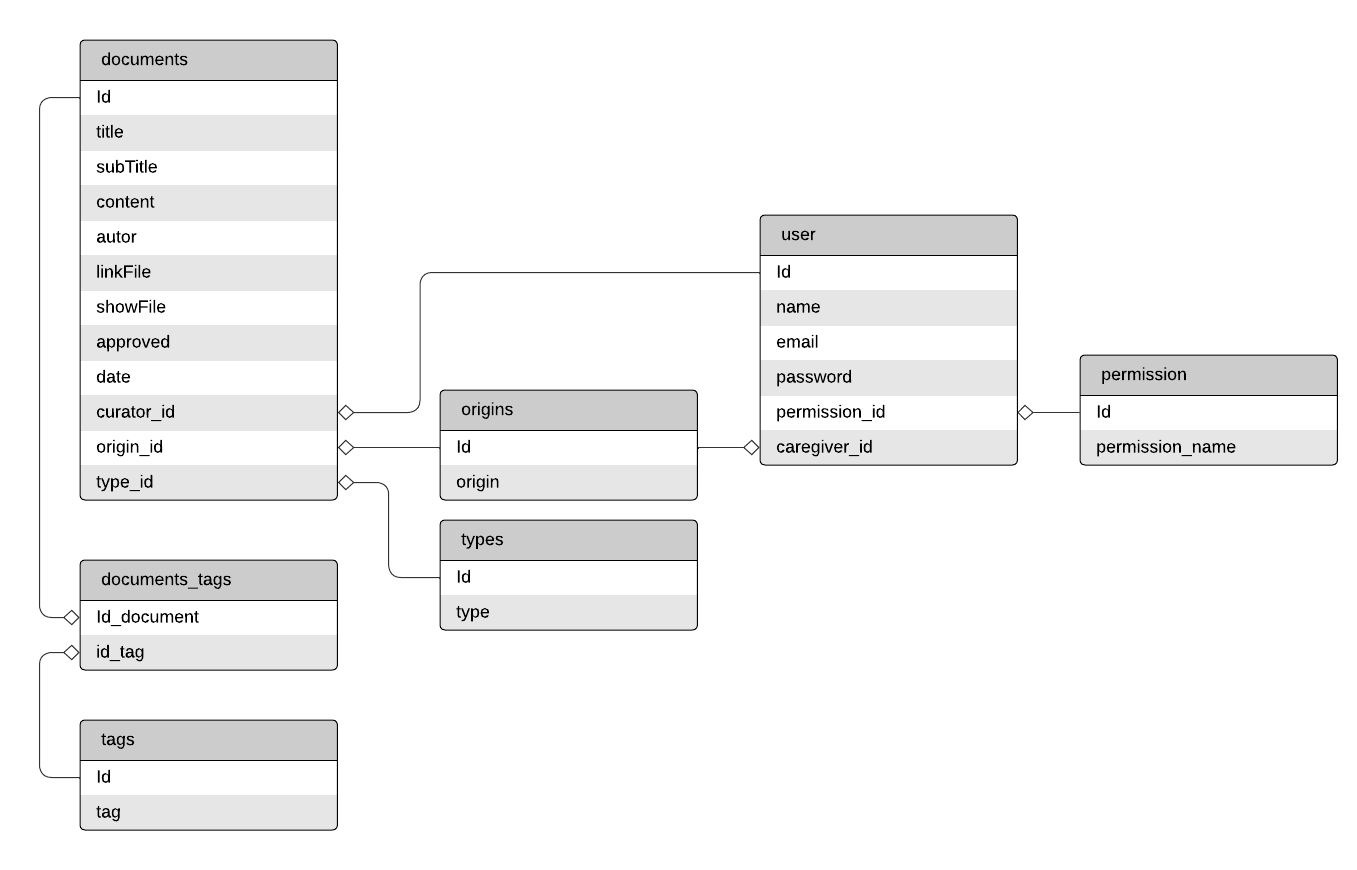 documents
Id
title
subTitle
content
autor
linkFile
showFile
approved
date
curator_id
origin_id
type_id
documents_tags
Id_document
id_tag
tags
Id
tag
origins
Id
origin
types
Id
type
user
Id
name
email
password
permission_id
caregiver_id
permission
Id
permission_name